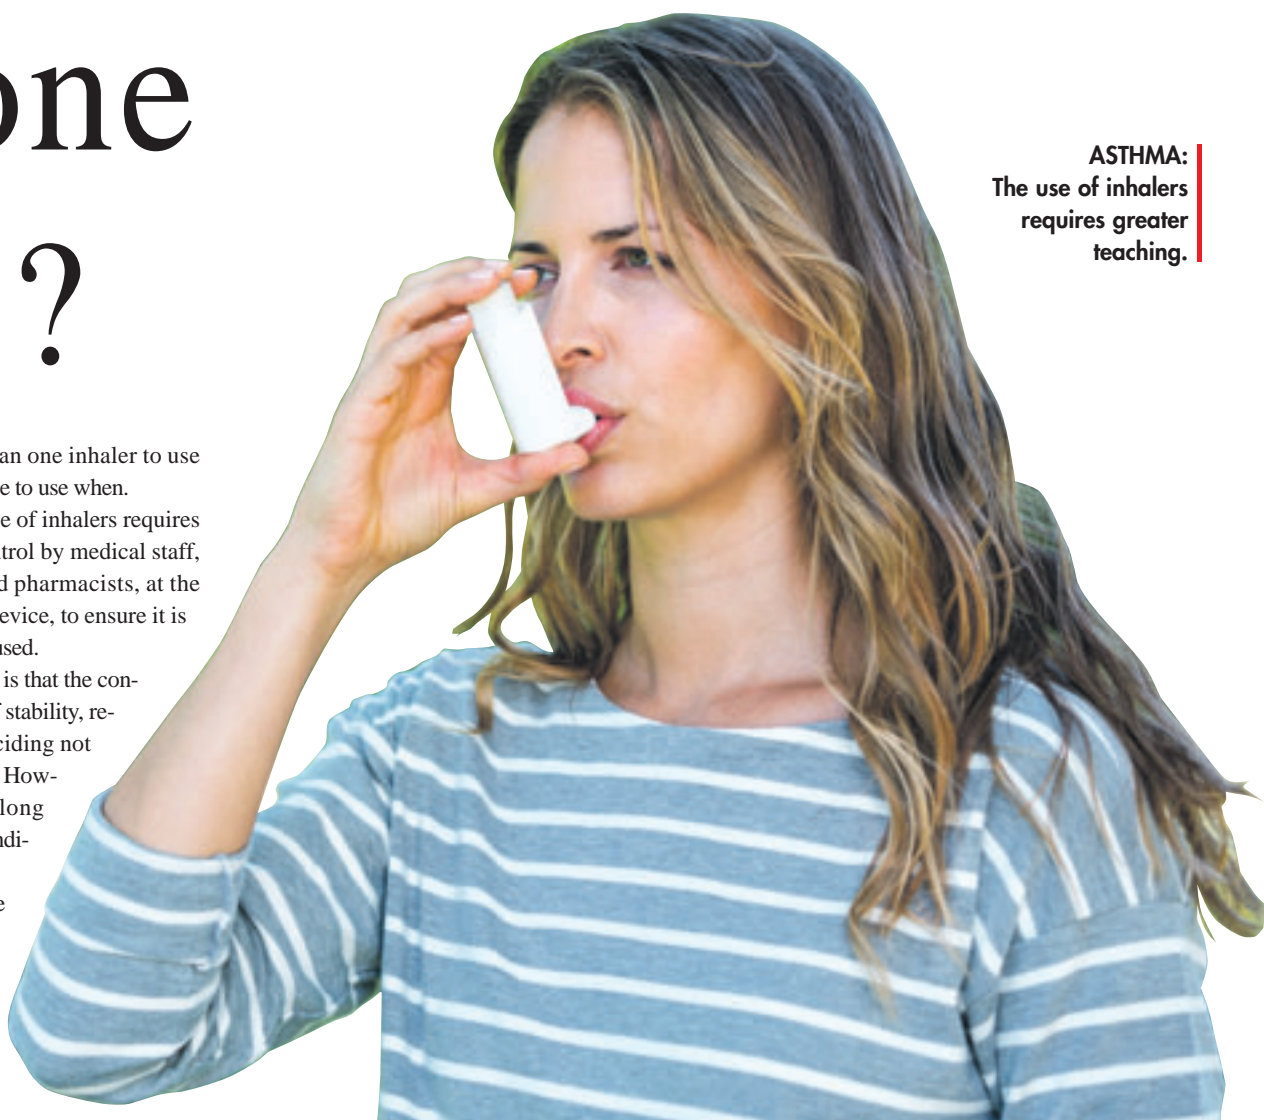 one
?
ASTHMA:
The use of inhalers
requires greater
teaching.
an one inhaler to use
e to use when.
e of inhalers requires
trol by medical staff,
d pharmacists, at the
evice, to ensure it is
used.
is that the con-
f stability, re-
ciding not
How-
long
ndi-
e